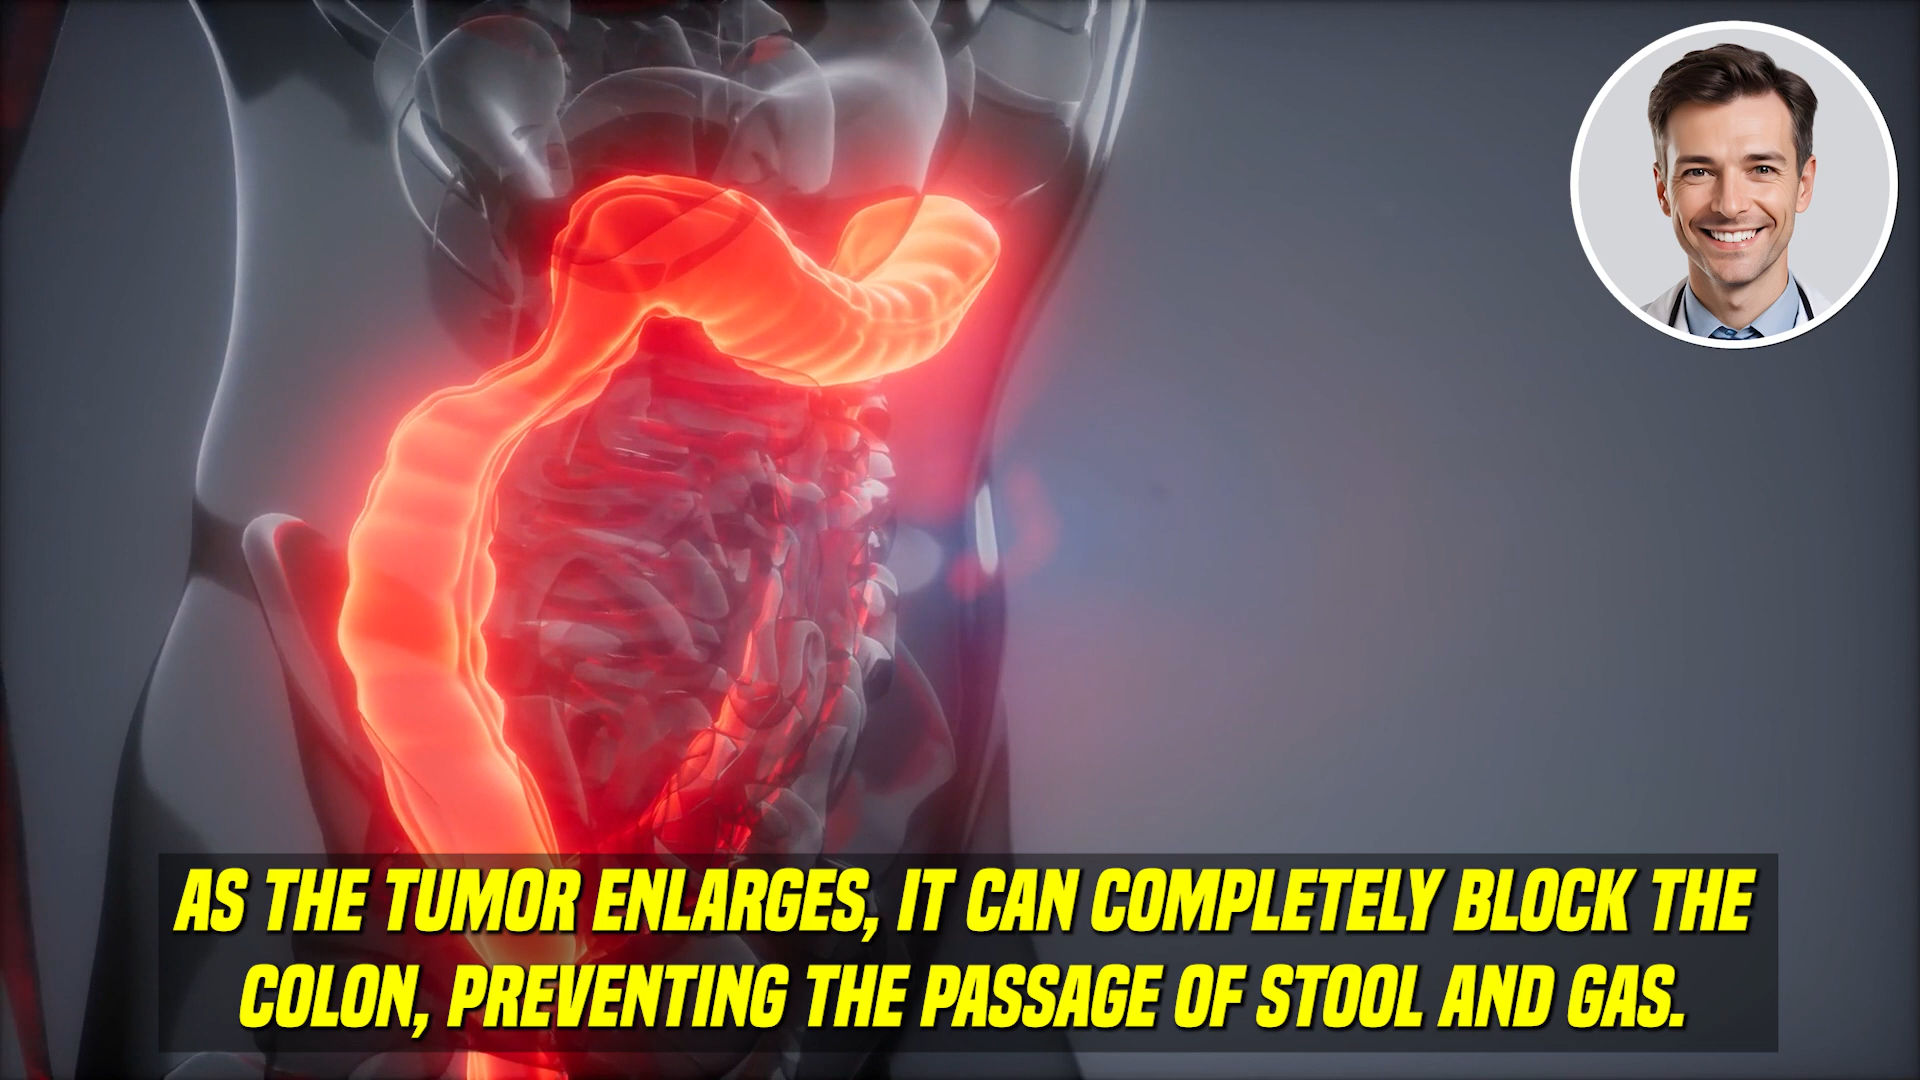 AS THE TUMOR ENLARGES, IT CAN COMPLETELY BLOCK THE
COLON, PREVENTING THE PASSAGE OF STOOL AND GAS.